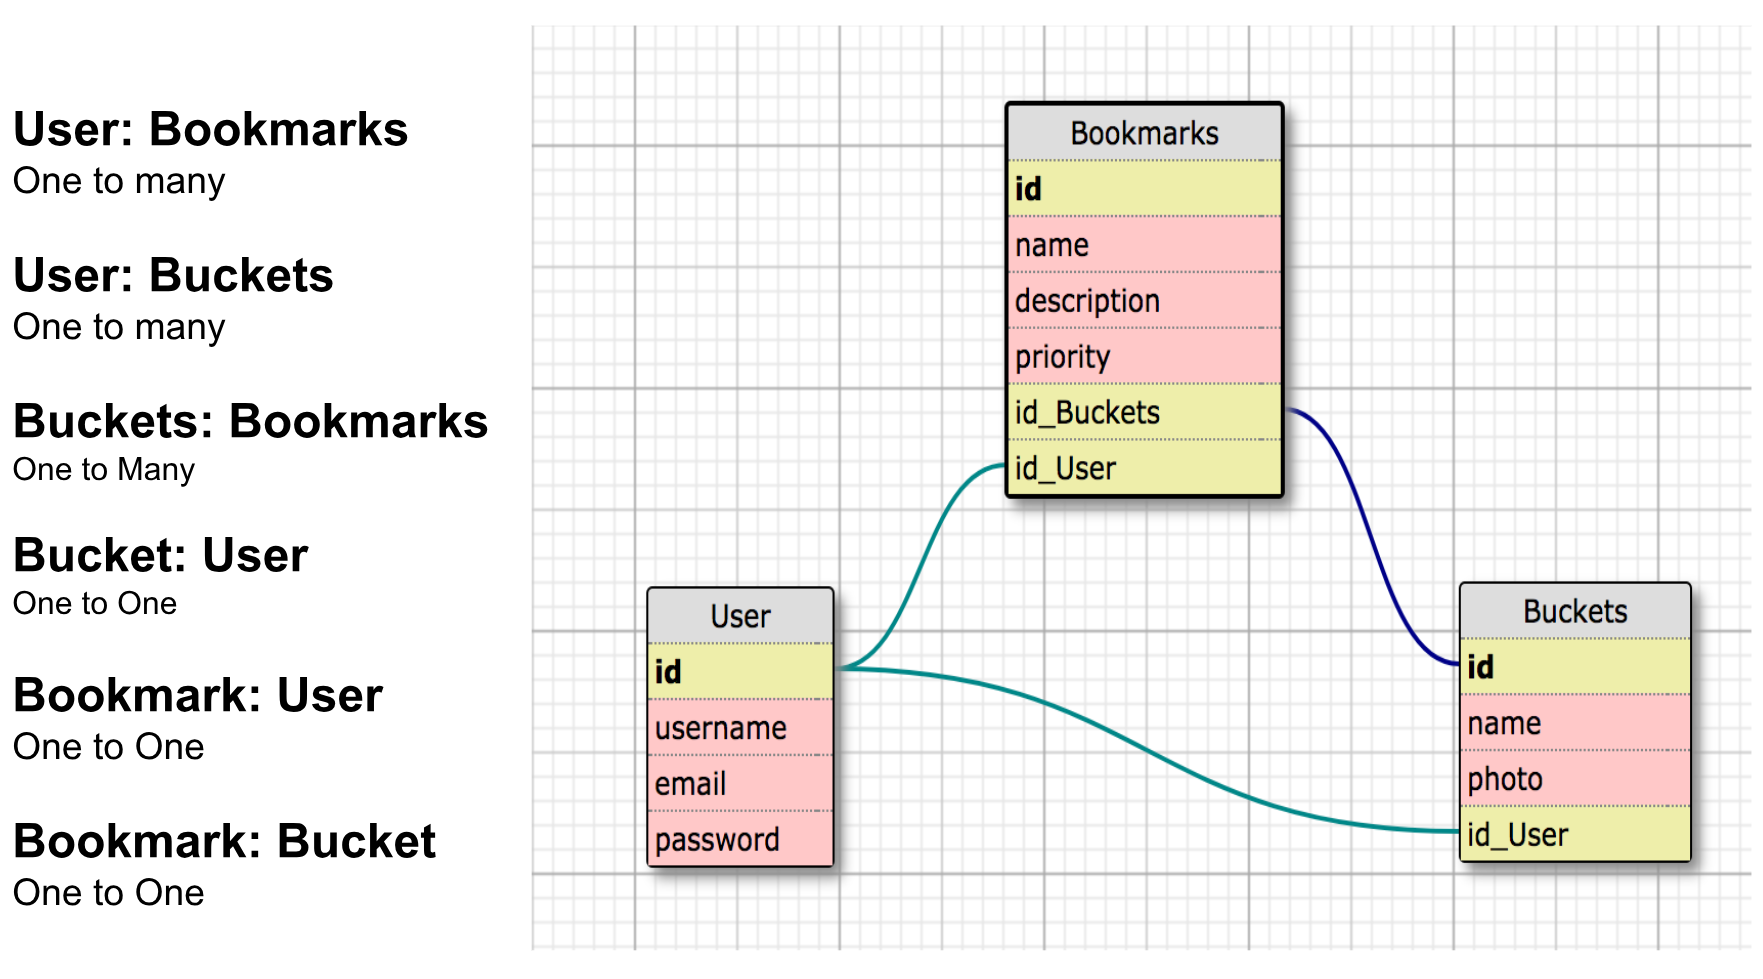 User: Bookmarks
One to many
User: Buckets
One to many
Buckets: Bookmarks
One to Many
Bucket: User
One to One
Bookmark: User
One to One
Bookmark: Bucket
One to One
Bookmarks
id
name
description
priority
id_Buckets
id_User
User
id
username
email
password
Buckets
id
name
photo
id_User